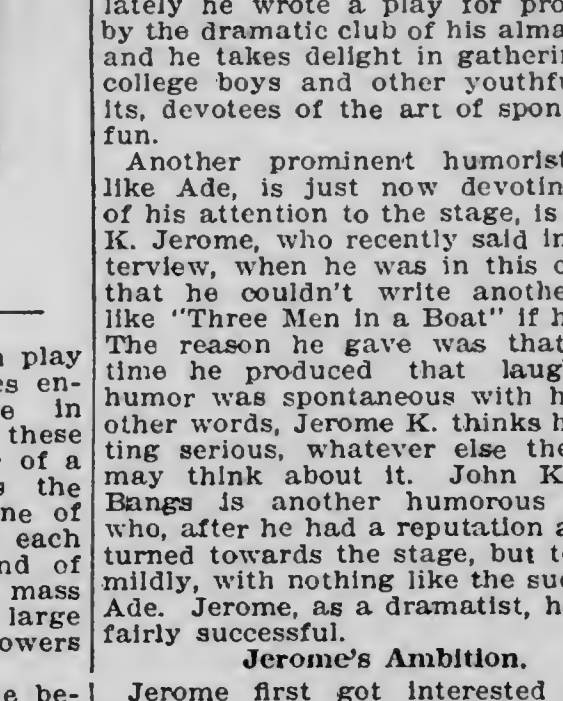 n play
es en-
e in
these
of a
s the
ne of
each
nd of
mass
large
owers
e be-
lately he wrote a play for pro
by the dramatic club of his alma
and he takes delight in gatherin
college boys and other youthfu
its, devotees of the art of spon
fun.
Another prominent humorist
like Ade, is just now devotin
of his attention to the stage, is
K. Jerome, who recently said in
terview, when he was in this c
that he couldn't write anothe
like "Three Men in a Boat" if h
The reason he gave was that
time he produced that laug
humor was spontaneous with h
other words, Jerome K. thinks h
ting serious, whatever else the
may think about it. John K
Bangs is another humorous
who, after he had a reputation a
turned towards the stage, but t
mildly, with nothing like the suc
Ade. Jerome, as a dramatist, h
fairly successful.
Jerome's Ambition.
Jerome first got interested